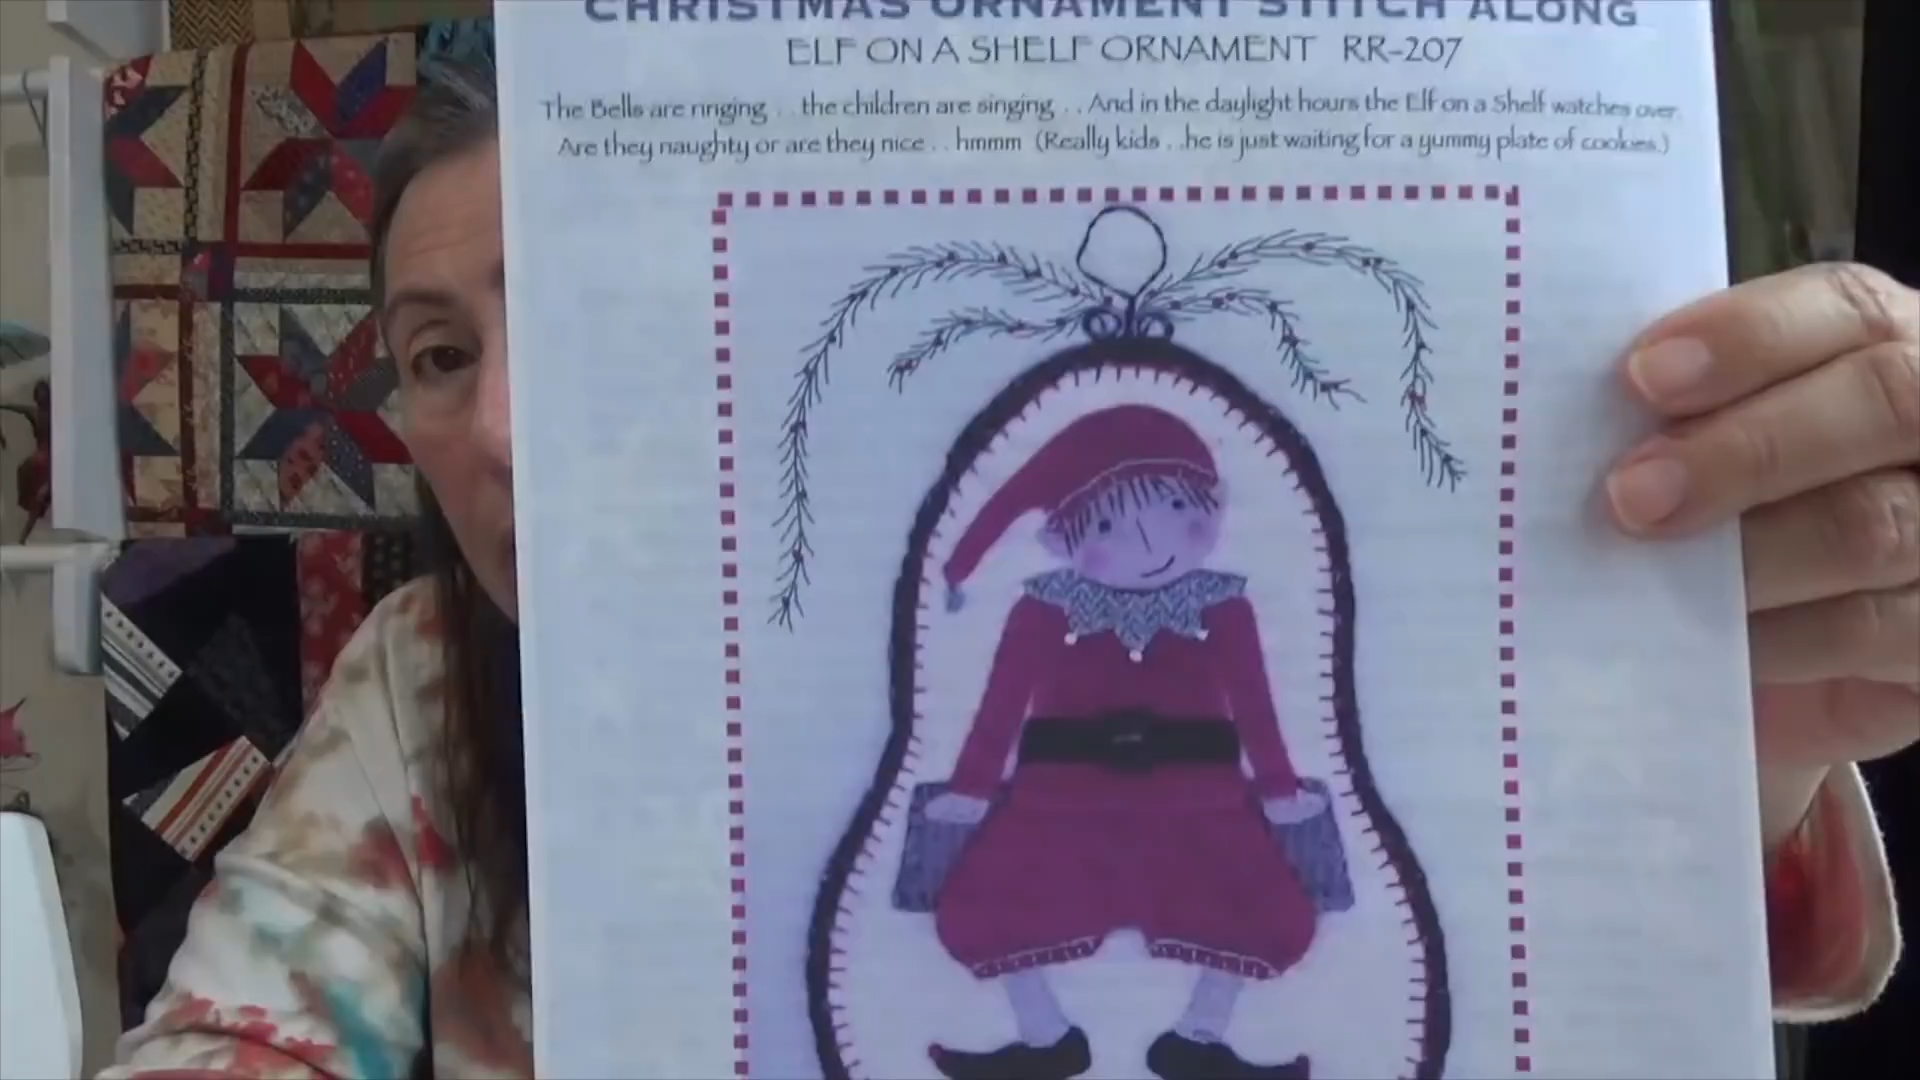 CHRISTMAS ORNAMENT STITCH ALONG
ELF ON A SHELF ORNAMENT RR-207
The Bells are ringing . . the children are singing . . And in the daylight hours the Elf on a Shelf watches over.
Are they naughty or are they nice . . hmmm (Really kids . . he is just waiting for a yummy plate of cookies.)